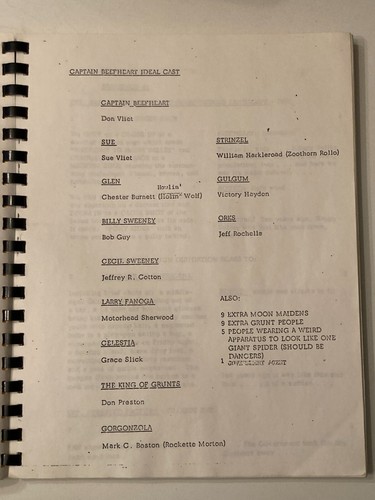 CAPTAIN BEEFHEART IDEAL CAST
CAPTAIN BEEFHEART
Don Vliet
SUE
Sue Vliet
GLEN
Howlin'
Chester Burnett (Holin' Wolf)
BILLY SWEENEY
Bob Guy
CECIL SWEENEY
Jeffrey R. Cotton
LARRY FANOGA
Motorhead Sherwood
CELESTIA
Grace Slick
THE KING OF GRUNTS
Don Preston
GORGONZOLA
Mark G. Boston (Rockette Morton)
STRINZEL
William Harkleroad (Zoothorn Rollo)
GULGUM
Victory Hayden
OBES
Jeff Rochelle
ALSO:
9 EXTRA MOON MAIDENS
9 EXTRA GRUNT PEOPLE
5 PEOPLE WEARING A WEIRD
APPARATUS TO LOOK LIKE ONE
GIANT SPIDER (SHOULD BE
DANCERS)
1